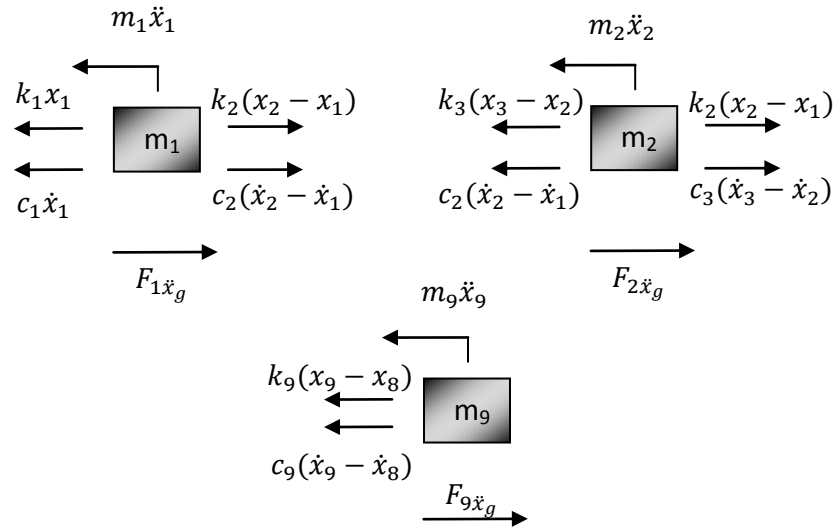 m₁ẍ₁
k₁x₁
k₂(x₂ − x₁)
m₁
c₁ẋ₁
c₂(ẋ₂ − ẋ₁)
F₁ẍg
m₂ẍ₂
k₃(x₃ − x₂)
k₂(x₂ − x₁)
m₂
c₂(ẋ₂ − ẋ₁)
c₃(ẋ₃ − ẋ₂)
F₂ẍg
m₉ẍ₉
k₉(x₉ − x₈)
m₉
c₉(ẋ₉ − ẋ₈)
F₉ẍg